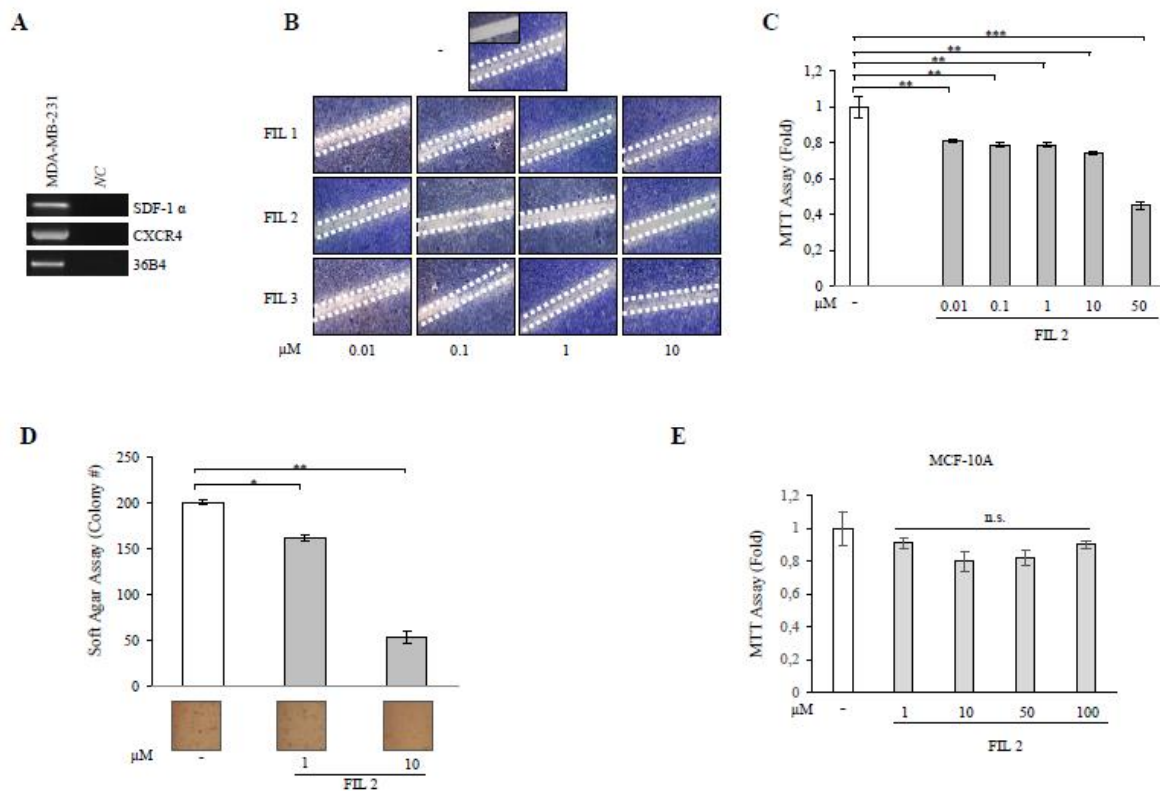 A
MDA-MB-231
NC
SDF-1 α
CXCR4
36B4
B
-
FIL 1
FIL 2
FIL 3
μM 0.01 0.1 1 10
C
MTT Assay (Fold)
1,2
1
0,8
0,6
0,4
0,2
0
***
**
**
**
**
μM - 0.01 0.1 1 10 50
FIL 2
D
Soft Agar Assay (Colony #)
250
200
150
100
50
0
**
*
μM - 1 10
FIL 2
E
MCF-10A
MTT Assay (Fold)
1,2
1
0,8
0,6
0,4
0,2
0
n.s.
μM - 1 10 50 100
FIL 2